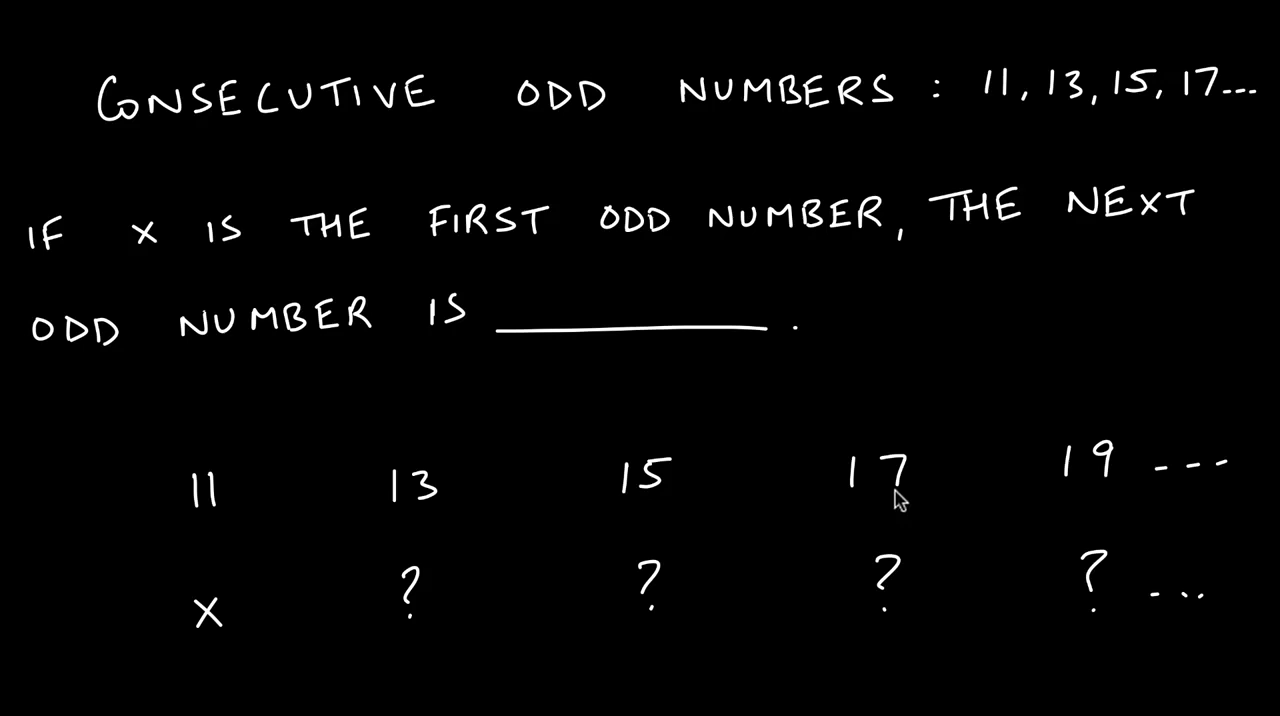 CONSECUTIVE ODD NUMBERS : 11, 13, 15, 17...
IF X IS THE FIRST ODD NUMBER, THE NEXT
ODD NUMBER IS ________ .
11 13 15 17 19 ---
X ? ? ? ? ...